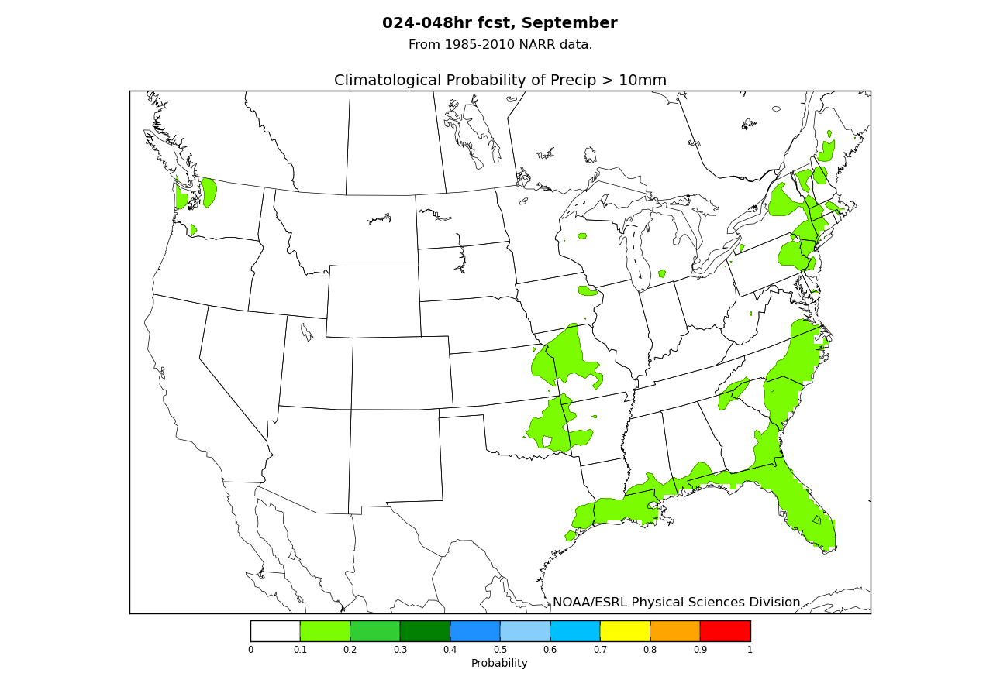 024-048hr fcst, September
From 1985-2010 NARR data.
Climatological Probability of Precip > 10mm
NOAA/ESRL Physical Sciences Division
0 0.1 0.2 0.3 0.4 0.5 0.6 0.7 0.8 0.9 1
Probability